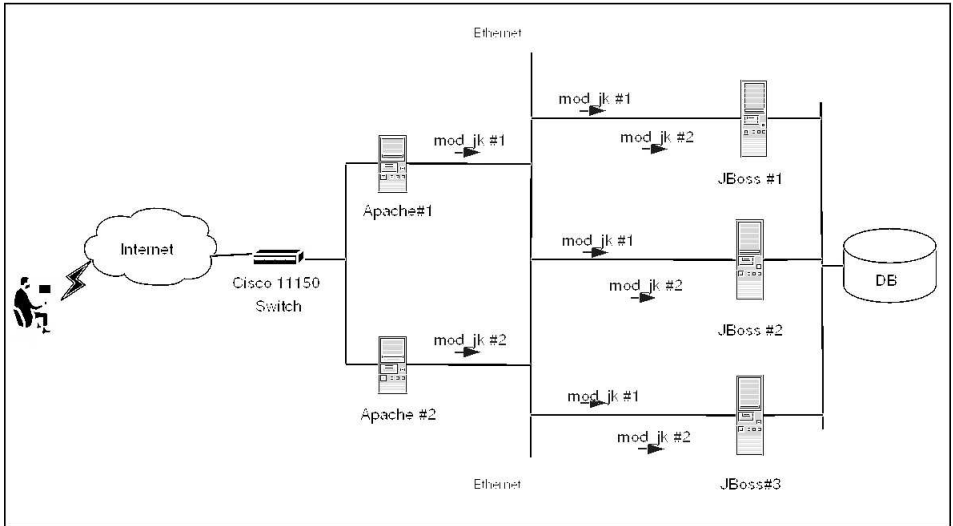 Ethernet
mod_jk #1
mod_jk #2
mod_jk #1
JBoss #1
Apache#1
Internet
mod_jk #1
Cisco 11150
Switch
mod_jk #2
DB
JBoss #2
mod_jk #2
mod_jk #1
Apache #2
mod_jk #2
Ethernet
JBoss#3